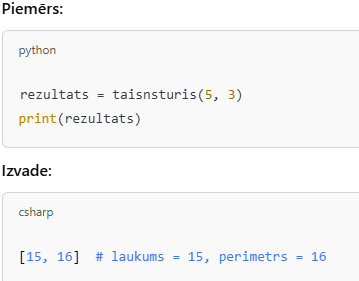 Piemērs:
python
rezultats = taisnsturis(5, 3)
print(rezultats)
Izvade:
csharp
[15, 16]  # laukums = 15, perimetrs = 16